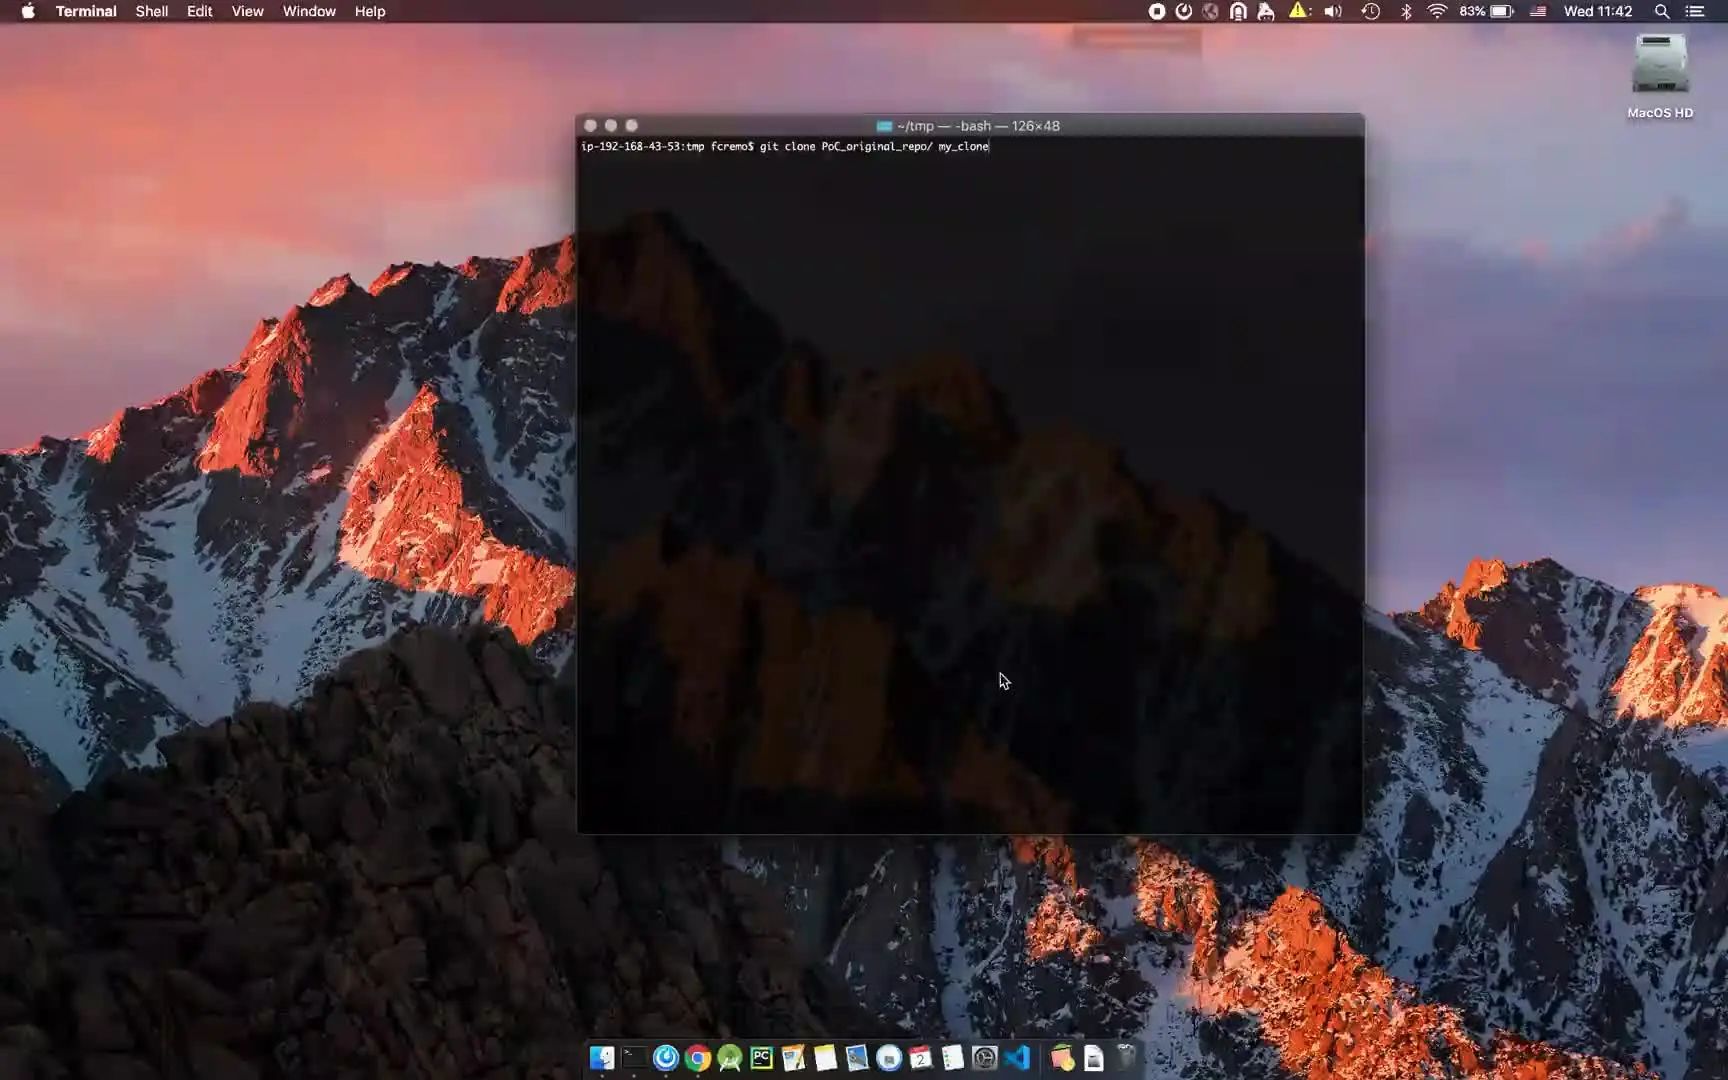 Terminal Shell Edit View Window Help
83% Wed 11:42
MacOS HD
~/tmp — -bash — 126×48
ip-192-168-43-53:tmp fcremo$ git clone PoC_original_repo/ my_clone
PC
2